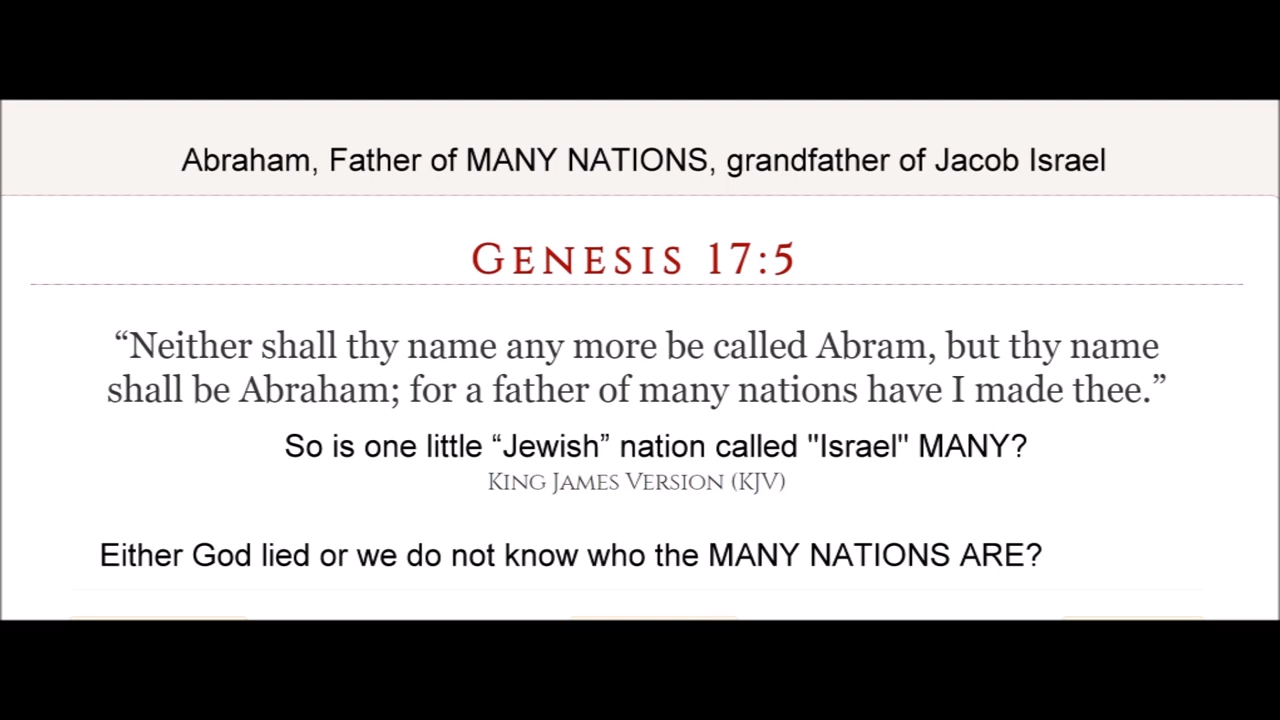 Abraham, Father of MANY NATIONS, grandfather of Jacob Israel
GENESIS 17:5
“Neither shall thy name any more be called Abram, but thy name
shall be Abraham; for a father of many nations have I made thee.”
So is one little “Jewish” nation called "Israel" MANY?
KING JAMES VERSION (KJV)
Either God lied or we do not know who the MANY NATIONS ARE?